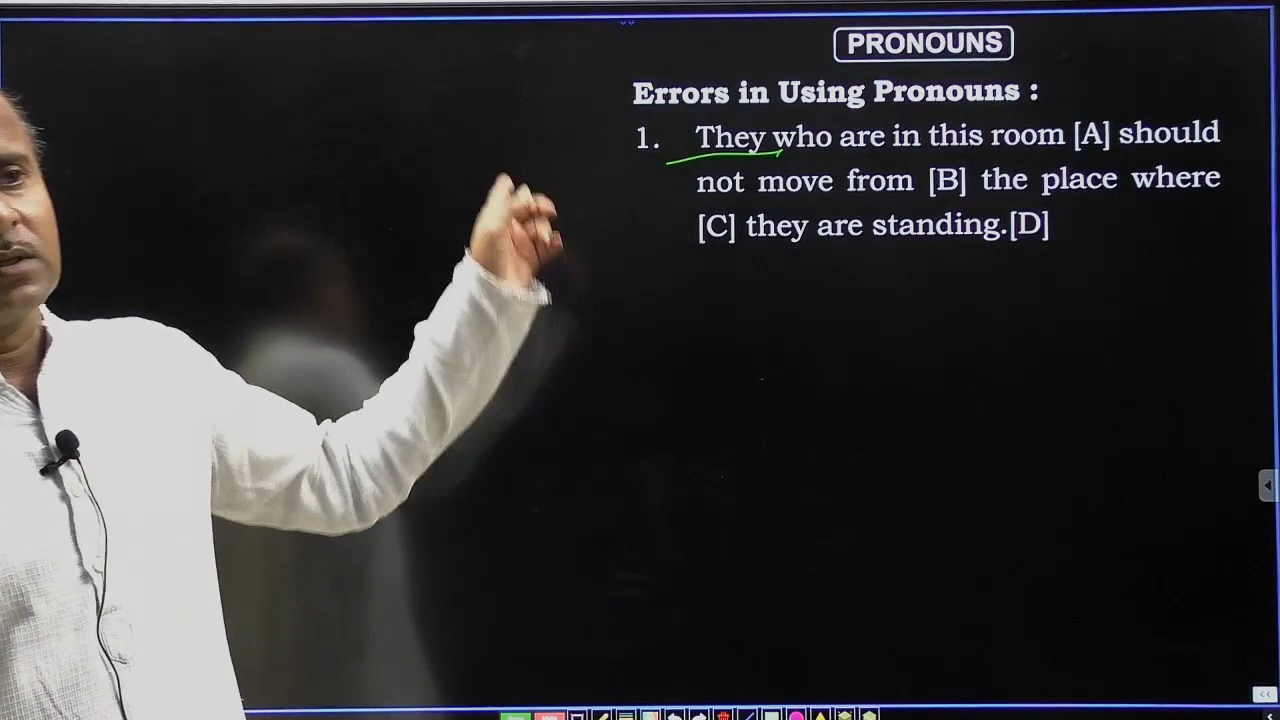 PRONOUNS
Errors in Using Pronouns :
1. They who are in this room [A] should
not move from [B] the place where
[C] they are standing.[D]